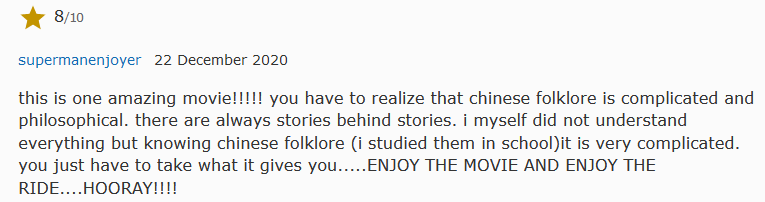 8/10
supermanenjoyer 22 December 2020
this is one amazing movie!!!!! you have to realize that chinese folklore is complicated and
philosophical. there are always stories behind stories. i myself did not understand
everything but knowing chinese folklore (i studied them in school)it is very complicated.
you just have to take what it gives you.....ENJOY THE MOVIE AND ENJOY THE
RIDE....HOORAY!!!!